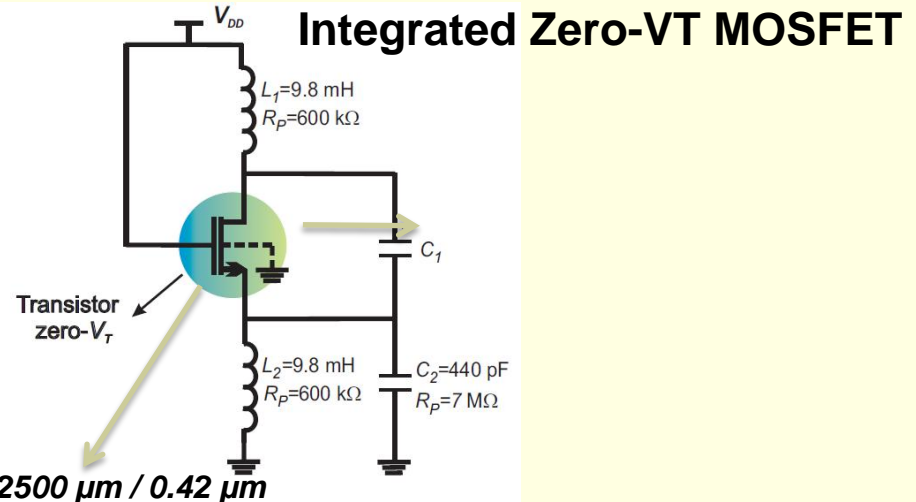 Integrated Zero-VT MOSFET
V_DD
L_1=9.8 mH
R_P=600 kΩ
C_1
Transistor
zero-V_T
L_2=9.8 mH
R_P=600 kΩ
C_2=440 pF
R_P=7 MΩ
2500 µm / 0.42 µm